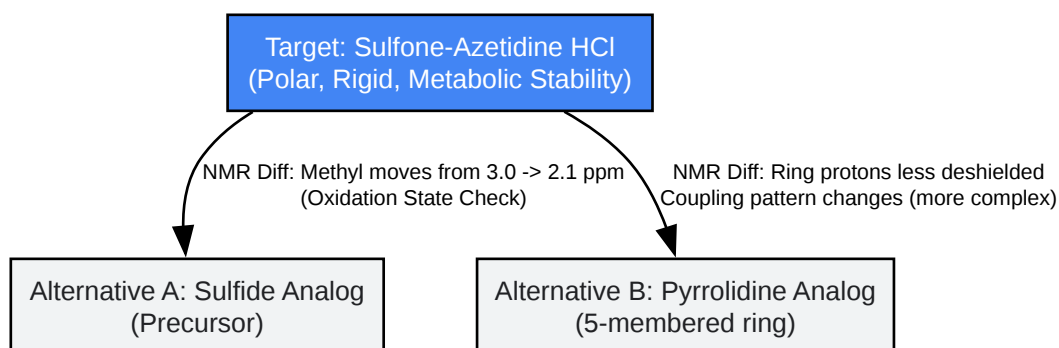 Target: Sulfone-Azetidine HCl
(Polar, Rigid, Metabolic Stability)
NMR Diff: Methyl moves from 3.0 -> 2.1 ppm
(Oxidation State Check)
NMR Diff: Ring protons less deshielded
Coupling pattern changes (more complex)
Alternative A: Sulfide Analog
(Precursor)
Alternative B: Pyrrolidine Analog
(5-membered ring)